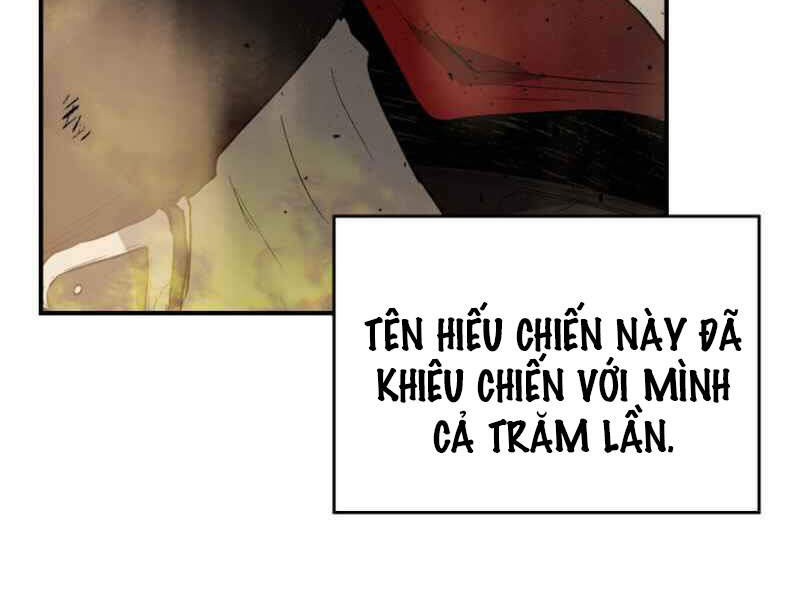 TÊN HIẾU CHIẾN NÀY ĐÃ
KHIÊU CHIẾN VỚI MÌNH
CẢ TRĂM LẦN.